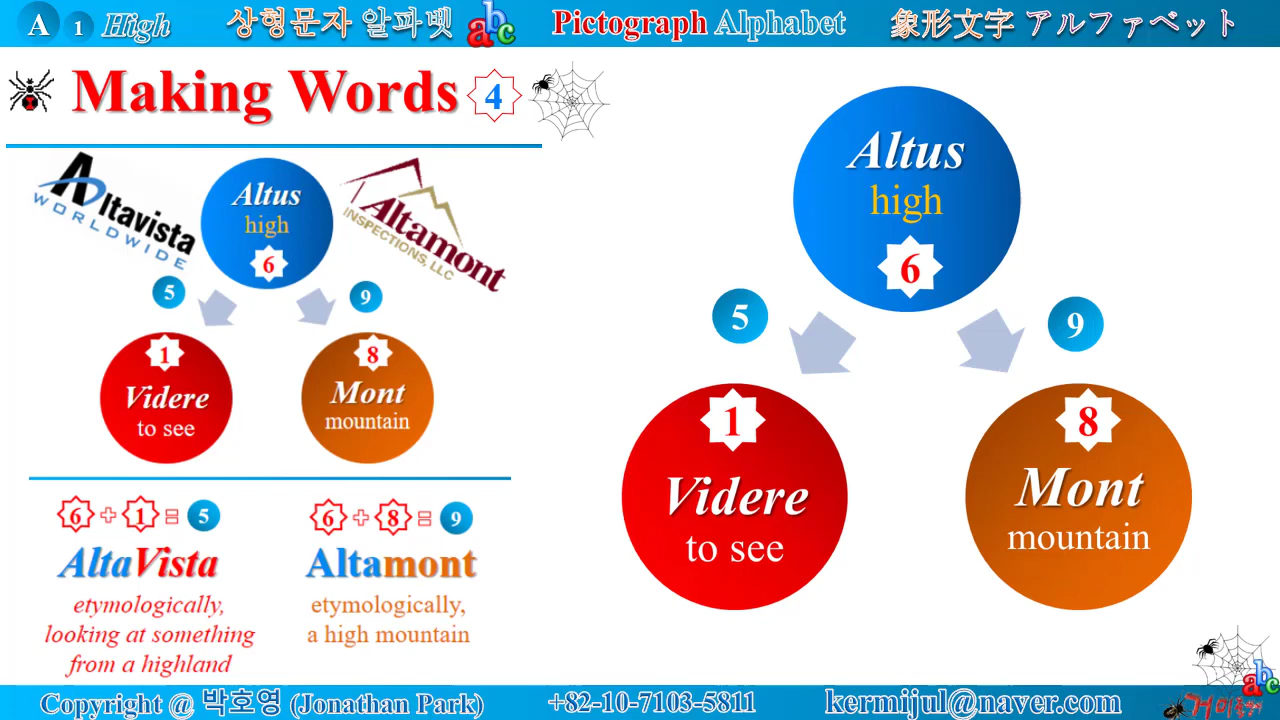 A 1 High 상형문자 알파벳 abc Pictograph Alphabet 象形文字 アルファベット
Making Words 4
Altavista
WORLDWIDE
Altamont
INSPECTIONS, LLC
Altus
high
6
5
9
1
Videre
to see
8
Mont
mountain
6 + 1 = 5
AltaVista
etymologically,
looking at something
from a highland
6 + 8 = 9
Altamont
etymologically,
a high mountain
Altus
high
6
5
9
1
Videre
to see
8
Mont
mountain
abc
Copyright @ 박호영 (Jonathan Park) +82-10-7103-5811 kermijul@naver.com